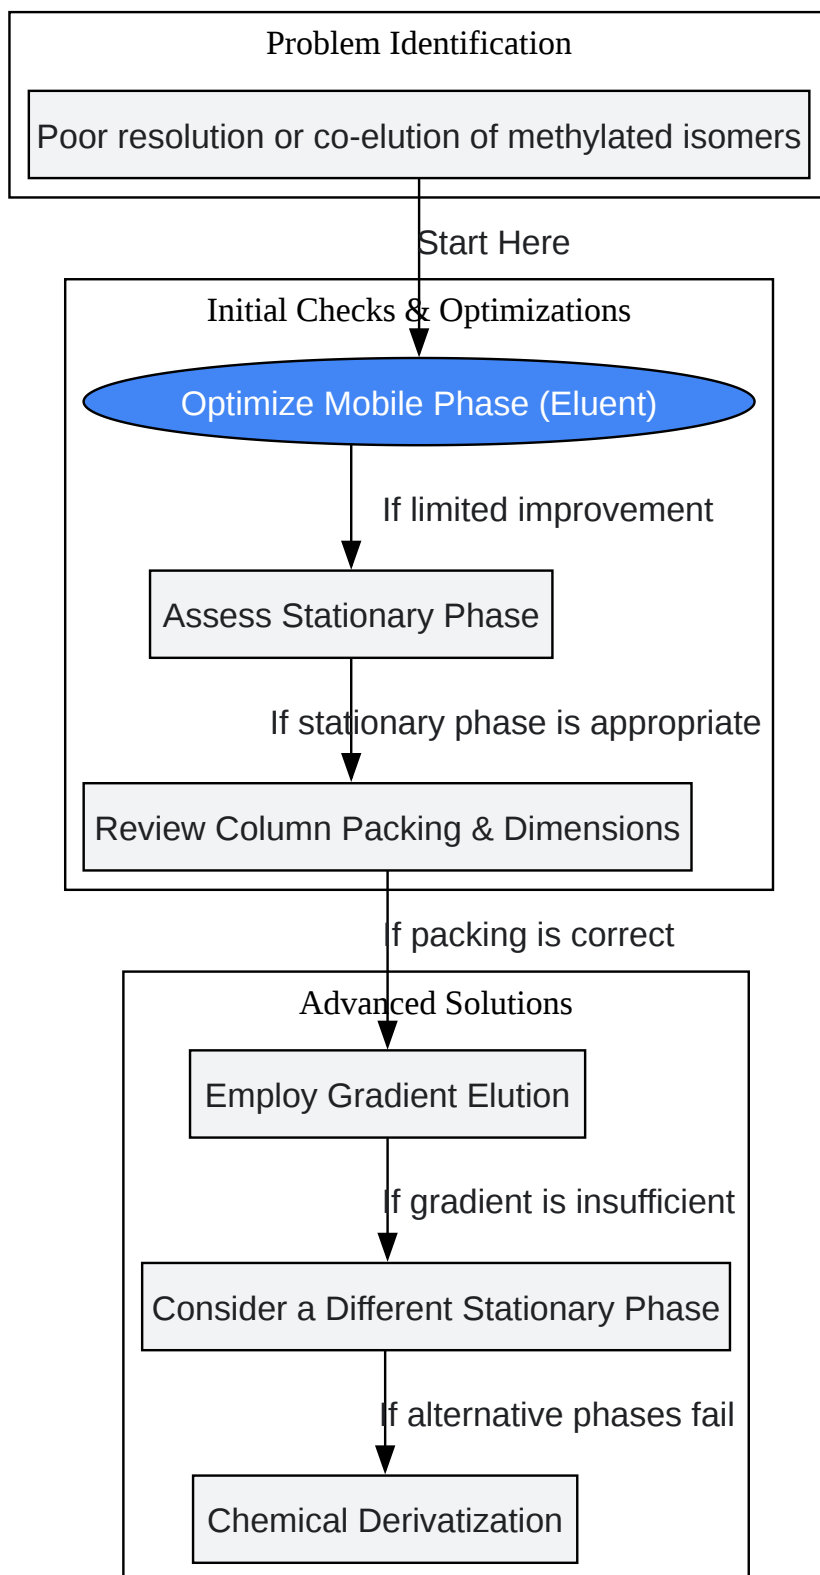 Problem Identification
Poor resolution or co-elution of methylated isomers
Start Here
Initial Checks & Optimizations
Optimize Mobile Phase (Eluent)
If limited improvement
Assess Stationary Phase
If stationary phase is appropriate
Review Column Packing & Dimensions
If packing is correct
Advanced Solutions
Employ Gradient Elution
If gradient is insufficient
Consider a Different Stationary Phase
If alternative phases fail
Chemical Derivatization